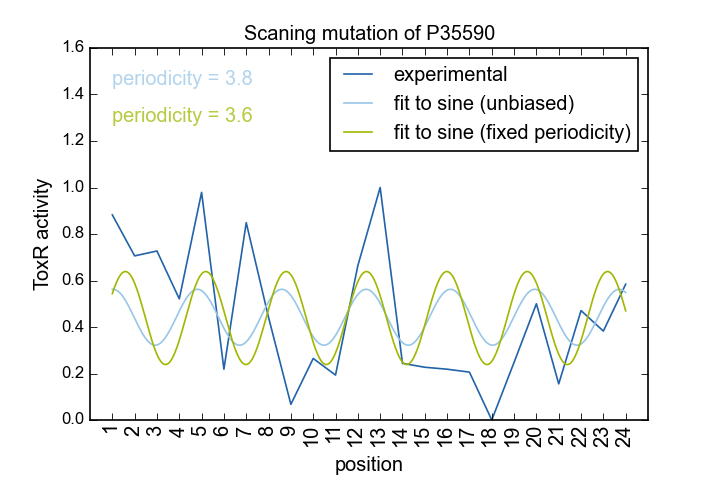 Scaning mutation of P35590
periodicity = 3.8
periodicity = 3.6
experimental
fit to sine (unbiased)
fit to sine (fixed periodicity)
ToxR activity
1.6
1.4
1.2
1.0
0.8
0.6
0.4
0.2
0.0
1 2 3 4 5 6 7 8 9 10 11 12 13 14 15 16 17 18 19 20 21 22 23 24
position